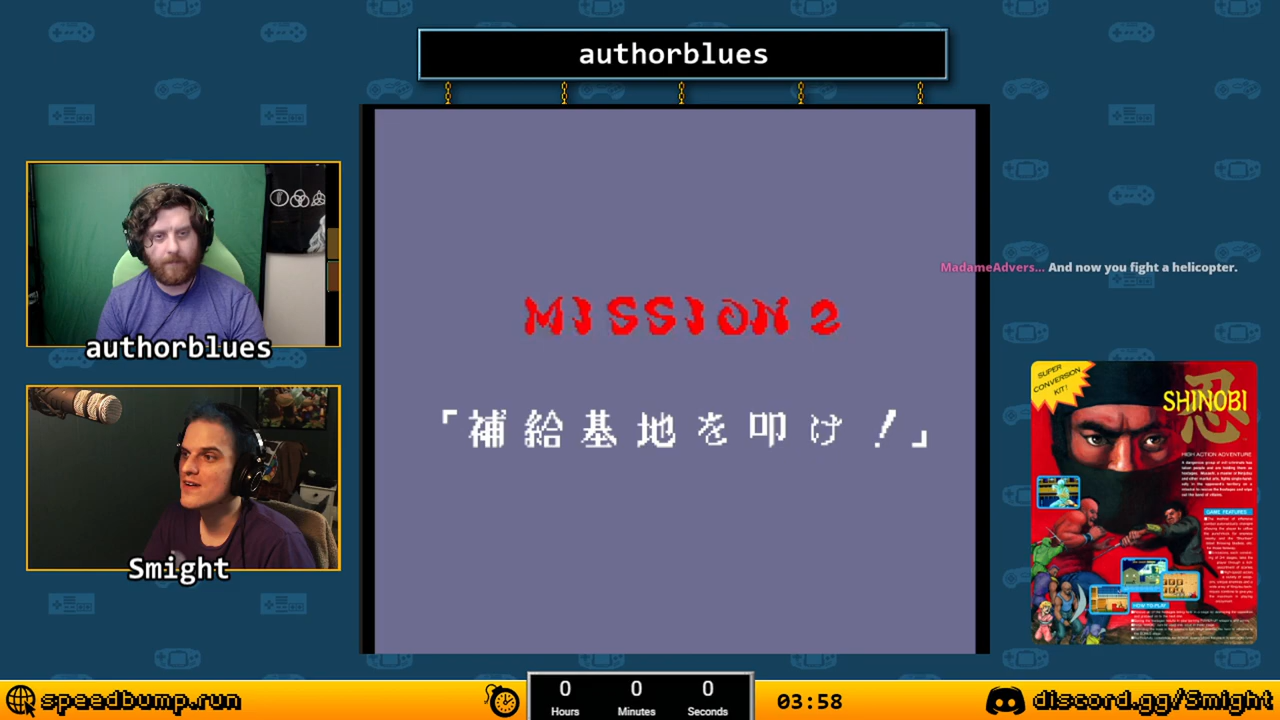 authorblues
MISSION 2
「補給基地を叩け!」
authorblues
Smight
MadameAdvers... And now you fight a helicopter.
SUPER
CONVERSION
KIT!
忍
SHINOBI
HIGH ACTION ADVENTURE
GAME FEATURES
HOW TO PLAY
speedbump.run
0 0 0
Hours Minutes Seconds
03:58
discord.gg/Smight